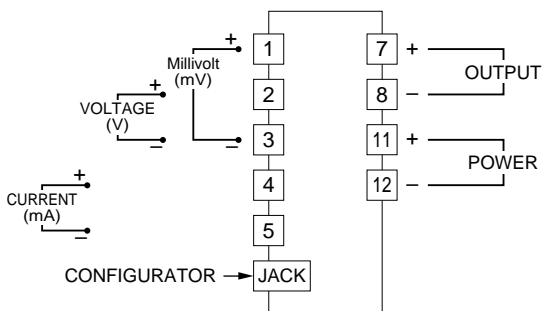 + 1 7 +
Millivolt
(mV)
OUTPUT
+ 2 8 –
VOLTAGE
(V)
– – 3 11 +
POWER
+ 4 12 –
CURRENT
(mA)
– 5
CONFIGURATOR JACK